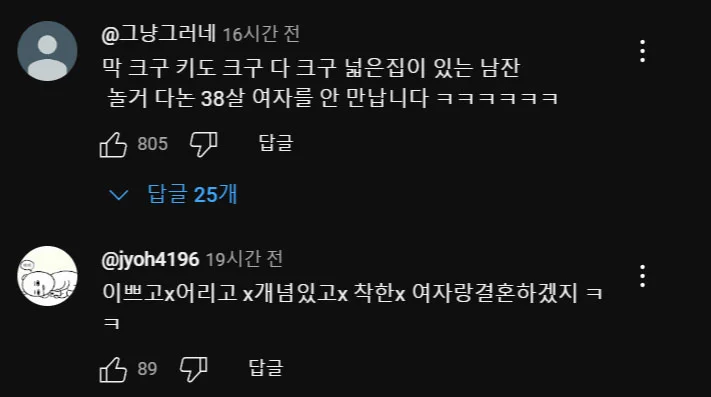 @그냥그러네 16시간 전
막 크구 키도 크구 다 크구 넓은집이 있는 남잔
놀거 다논 38살 여자를 안 만납니다 ㅋㅋㅋㅋㅋㅋ
805 답글
답글 25개
@jyoh4196 19시간 전
이쁘고x어리고 x개념있고x 착한x 여자랑결혼하겠지 ㅋ
ㅋ
89 답글